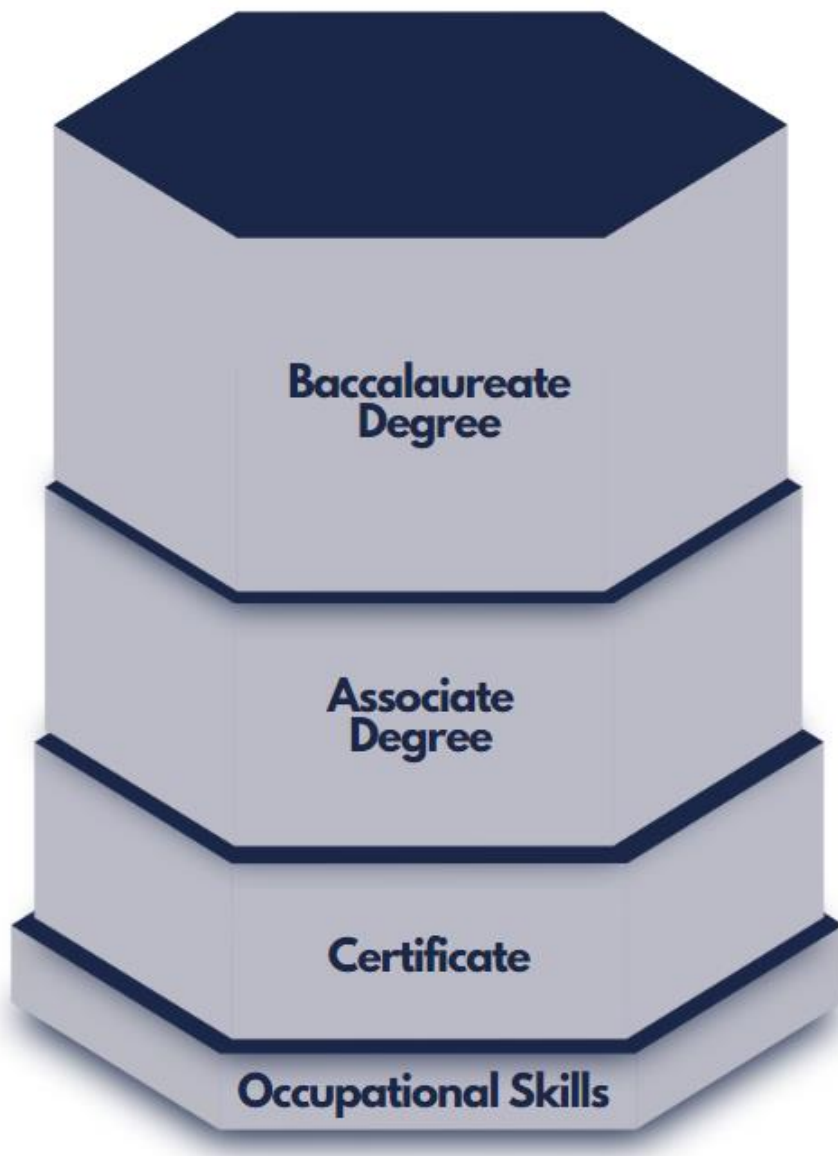 Baccalaureate
Degree
Associate
Degree
Certificate
Occupational Skills